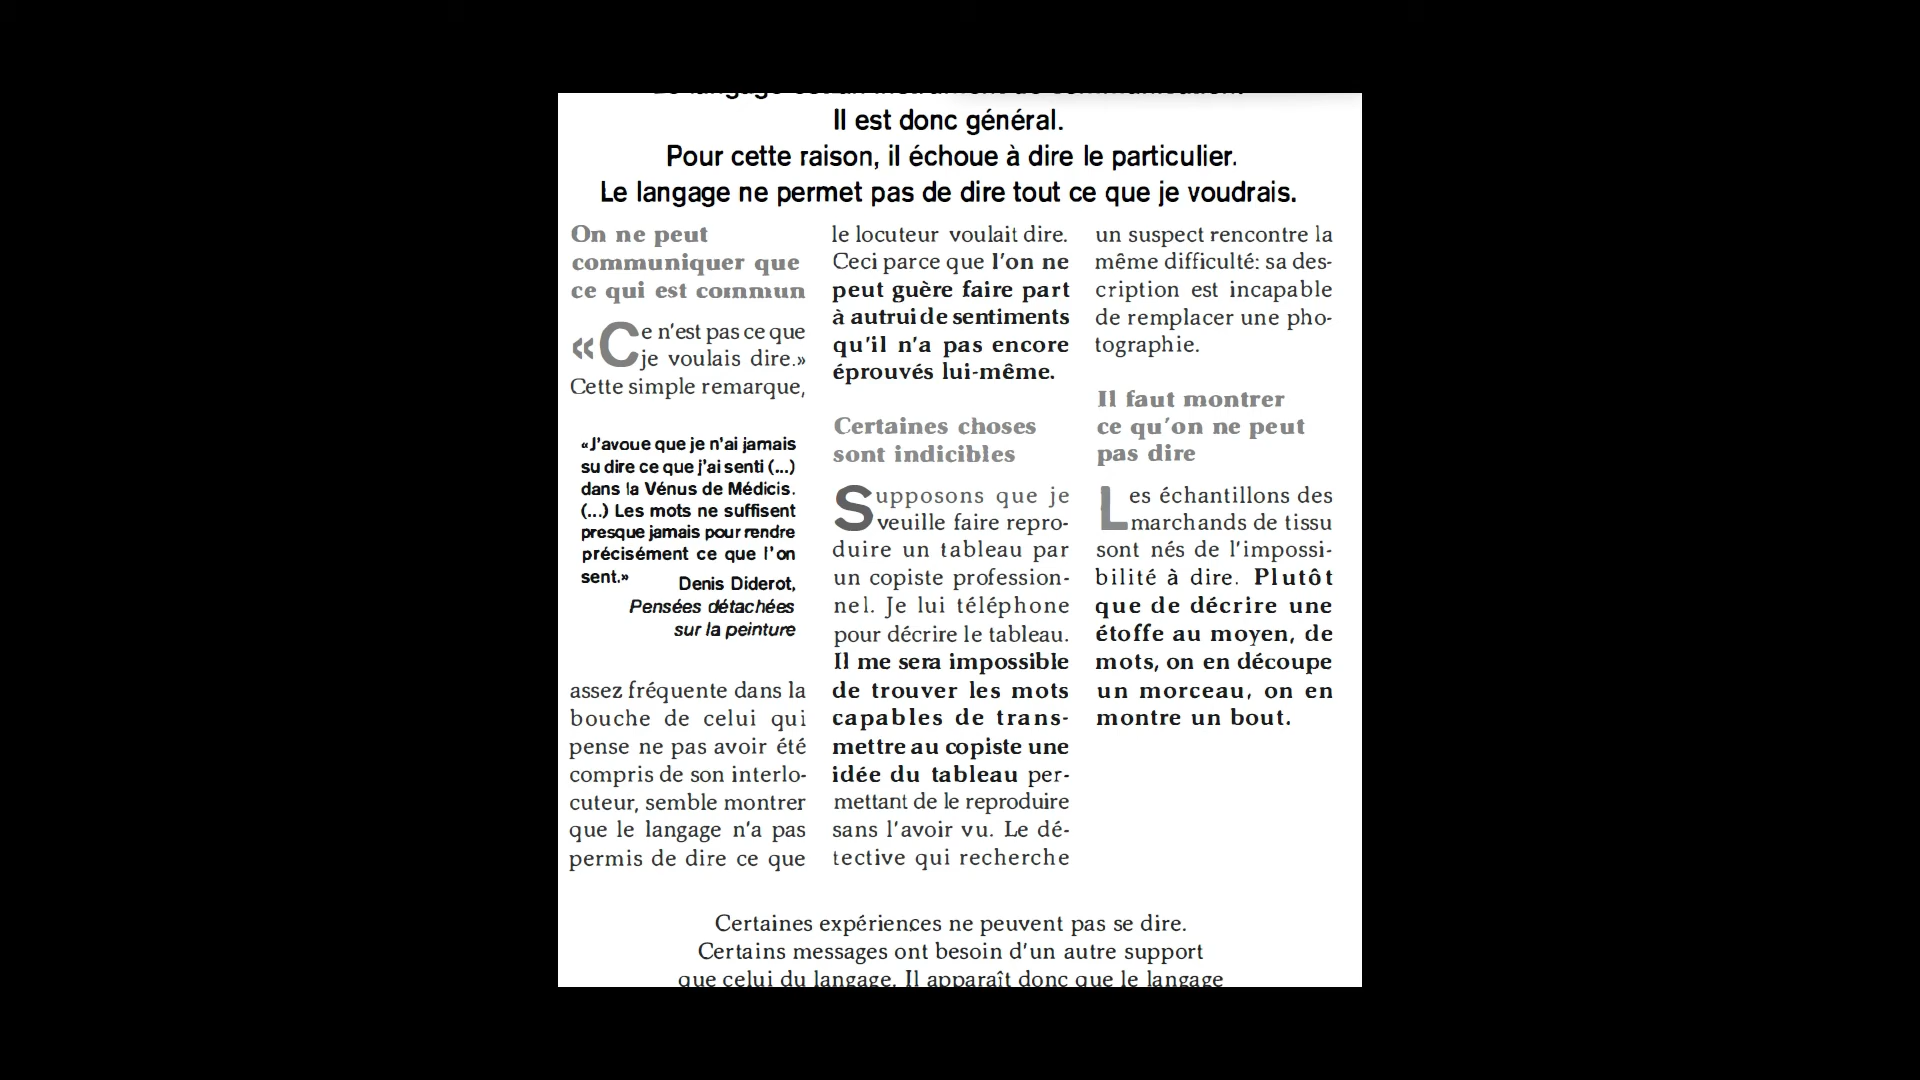 Il est donc général.
Pour cette raison, il échoue à dire le particulier.
Le langage ne permet pas de dire tout ce que je voudrais.
On ne peut
communiquer que
ce qui est commun
«Ce n'est pas ce que
je voulais dire.»
Cette simple remarque,
«J'avoue que je n'ai jamais
su dire ce que j'ai senti (...)
dans la Vénus de Médicis.
(...) Les mots ne suffisent
presque jamais pour rendre
précisément ce que l'on
sent.»
Denis Diderot,
Pensées détachées
sur la peinture
assez fréquente dans la
bouche de celui qui
pense ne pas avoir été
compris de son interlo-
cuteur, semble montrer
que le langage n'a pas
permis de dire ce que
le locuteur voulait dire.
Ceci parce que l'on ne
peut guère faire part
à autrui de sentiments
qu'il n'a pas encore
éprouvés lui-même.
Certaines choses
sont indicibles
Supposons que je
veuille faire repro-
duire un tableau par
un copiste profession-
nel. Je lui téléphone
pour décrire le tableau.
Il me sera impossible
de trouver les mots
capables de trans-
mettre au copiste une
idée du tableau per-
mettant de le reproduire
sans l'avoir vu. Le dé-
tective qui recherche
un suspect rencontre la
même difficulté: sa des-
cription est incapable
de remplacer une pho-
tographie.
Il faut montrer
ce qu'on ne peut
pas dire
Les échantillons des
marchands de tissu
sont nés de l'impossi-
bilité à dire. Plutôt
que de décrire une
étoffe au moyen, de
mots, on en découpe
un morceau, on en
montre un bout.
Certaines expériences ne peuvent pas se dire.
Certains messages ont besoin d'un autre support
que celui du langage. Il apparaît donc que le langage